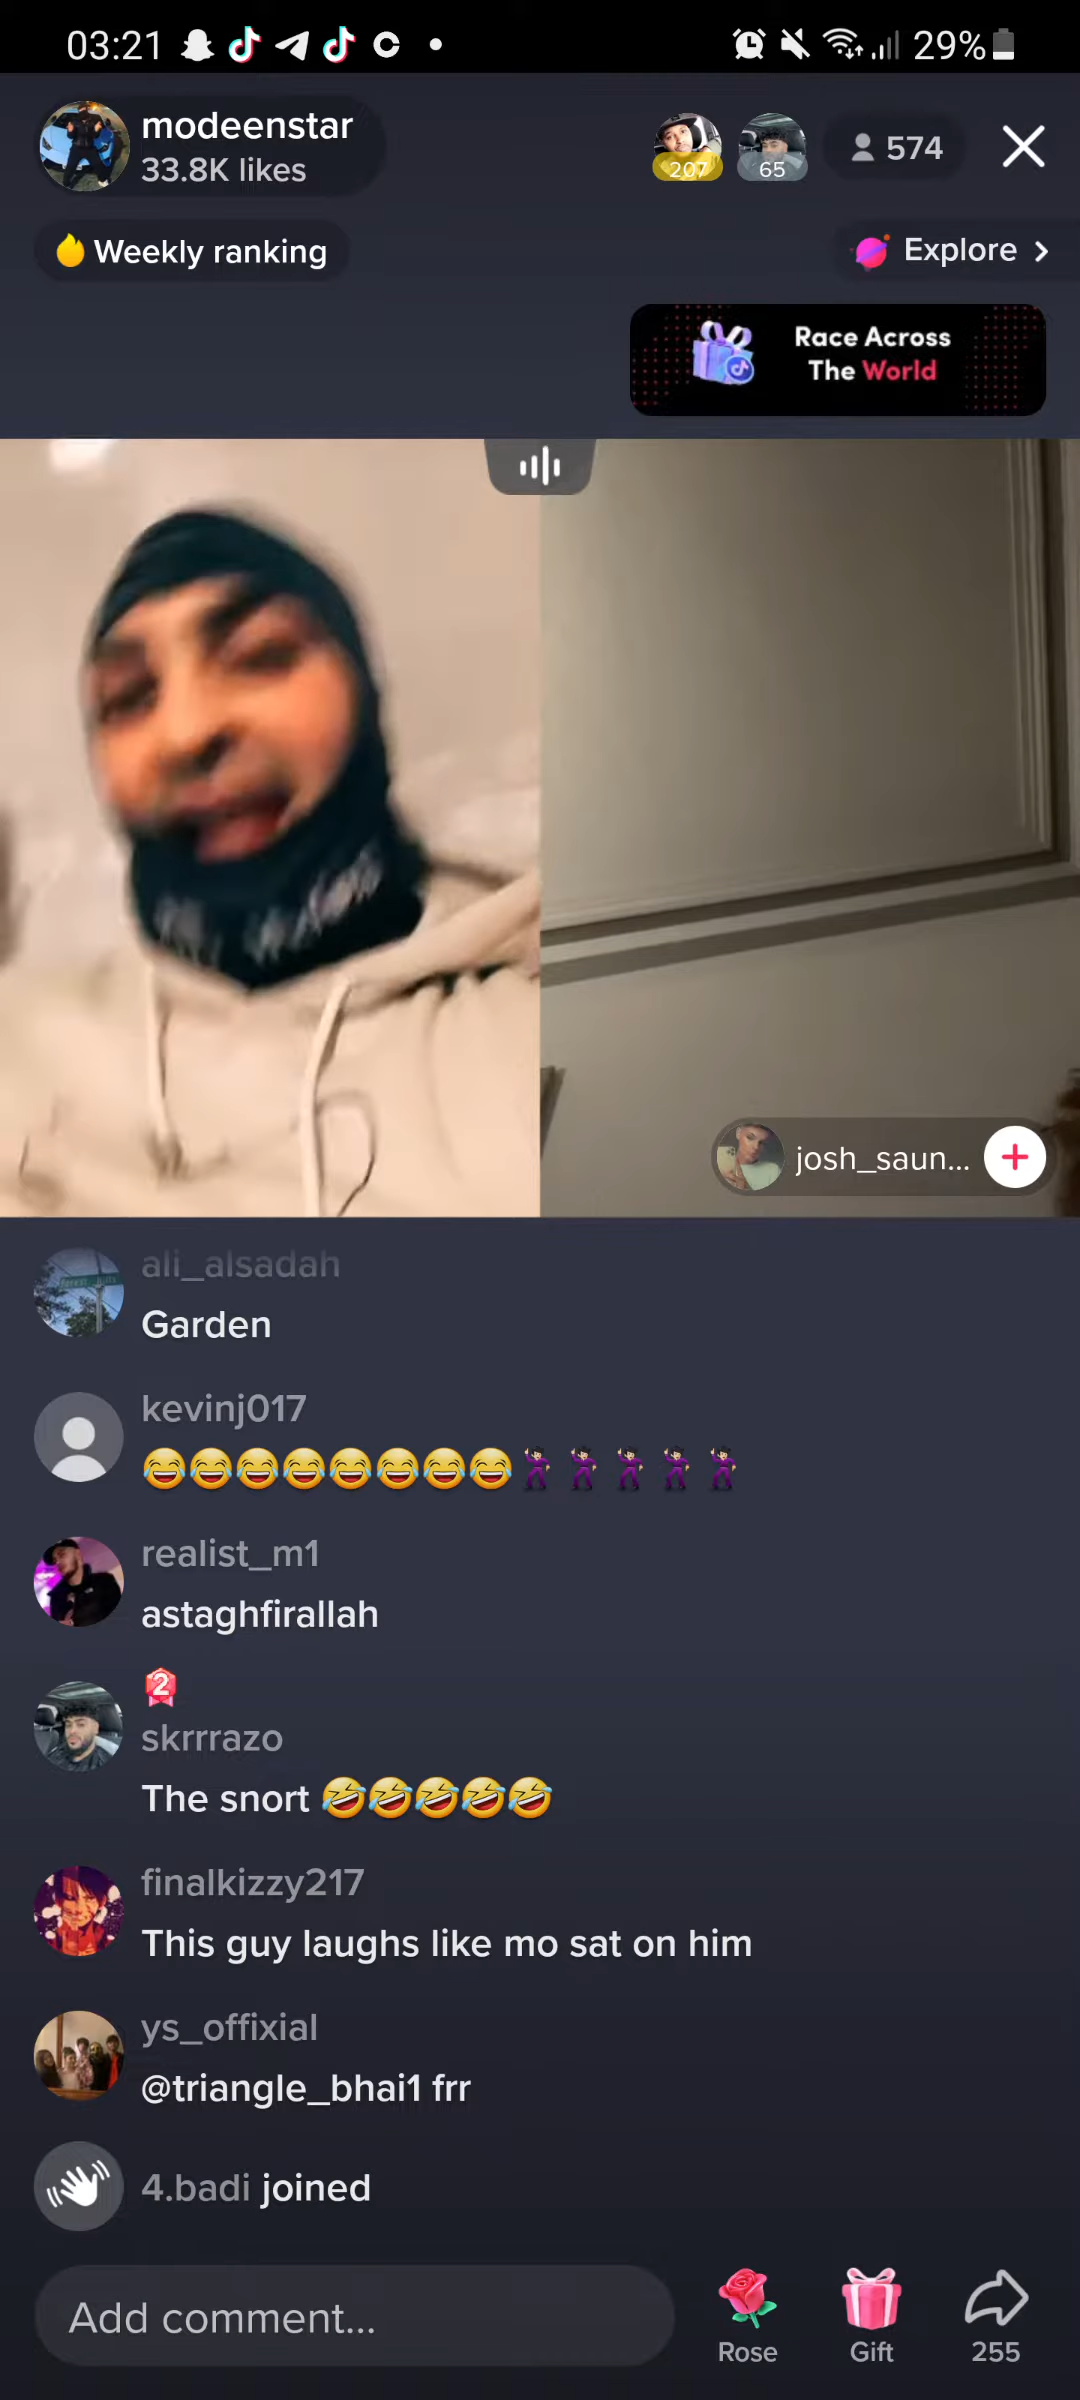 03:21
29%
modeenstar
33.8K likes
207
65
574
Weekly ranking
Explore
Race Across
The World
josh_saun...
ali_alsadah
Garden
kevinj017
😂😂😂😂😂😂😂😂🕺🏻🕺🏻🕺🏻🕺🏻🕺🏻
realist_m1
astaghfirallah
2
skrrrazo
The snort 🤣🤣🤣🤣🤣
finalkizzy217
This guy laughs like mo sat on him
ys_offixial
@triangle_bhai1 frr
4.badi joined
Add comment...
Rose
Gift
255